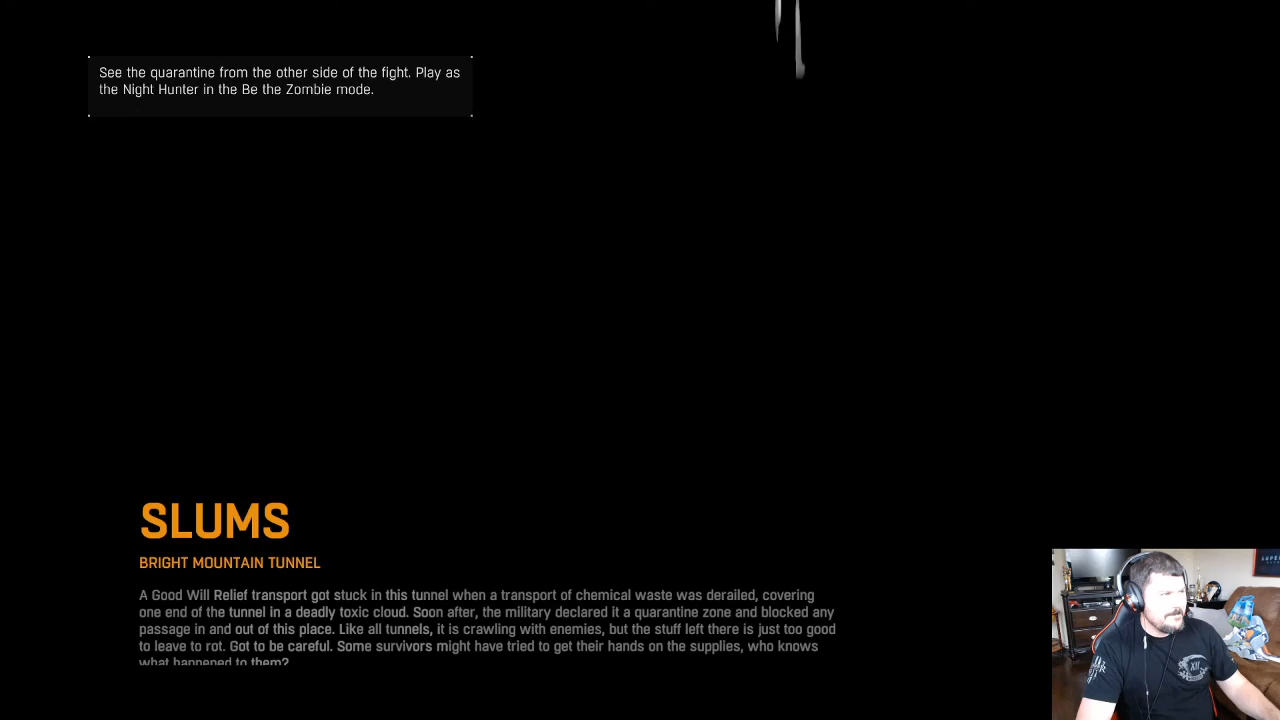 See the quarantine from the other side of the fight. Play as
the Night Hunter in the Be the Zombie mode.
SLUMS
BRIGHT MOUNTAIN TUNNEL
A Good Will Relief transport got stuck in this tunnel when a transport of chemical waste was derailed, covering
one end of the tunnel in a deadly toxic cloud. Soon after, the military declared it a quarantine zone and blocked any
passage in and out of this place. Like all tunnels, it is crawling with enemies, but the stuff left there is just too good
to leave to rot. Got to be careful. Some survivors might have tried to get their hands on the supplies, who knows
what happened to them?
XII